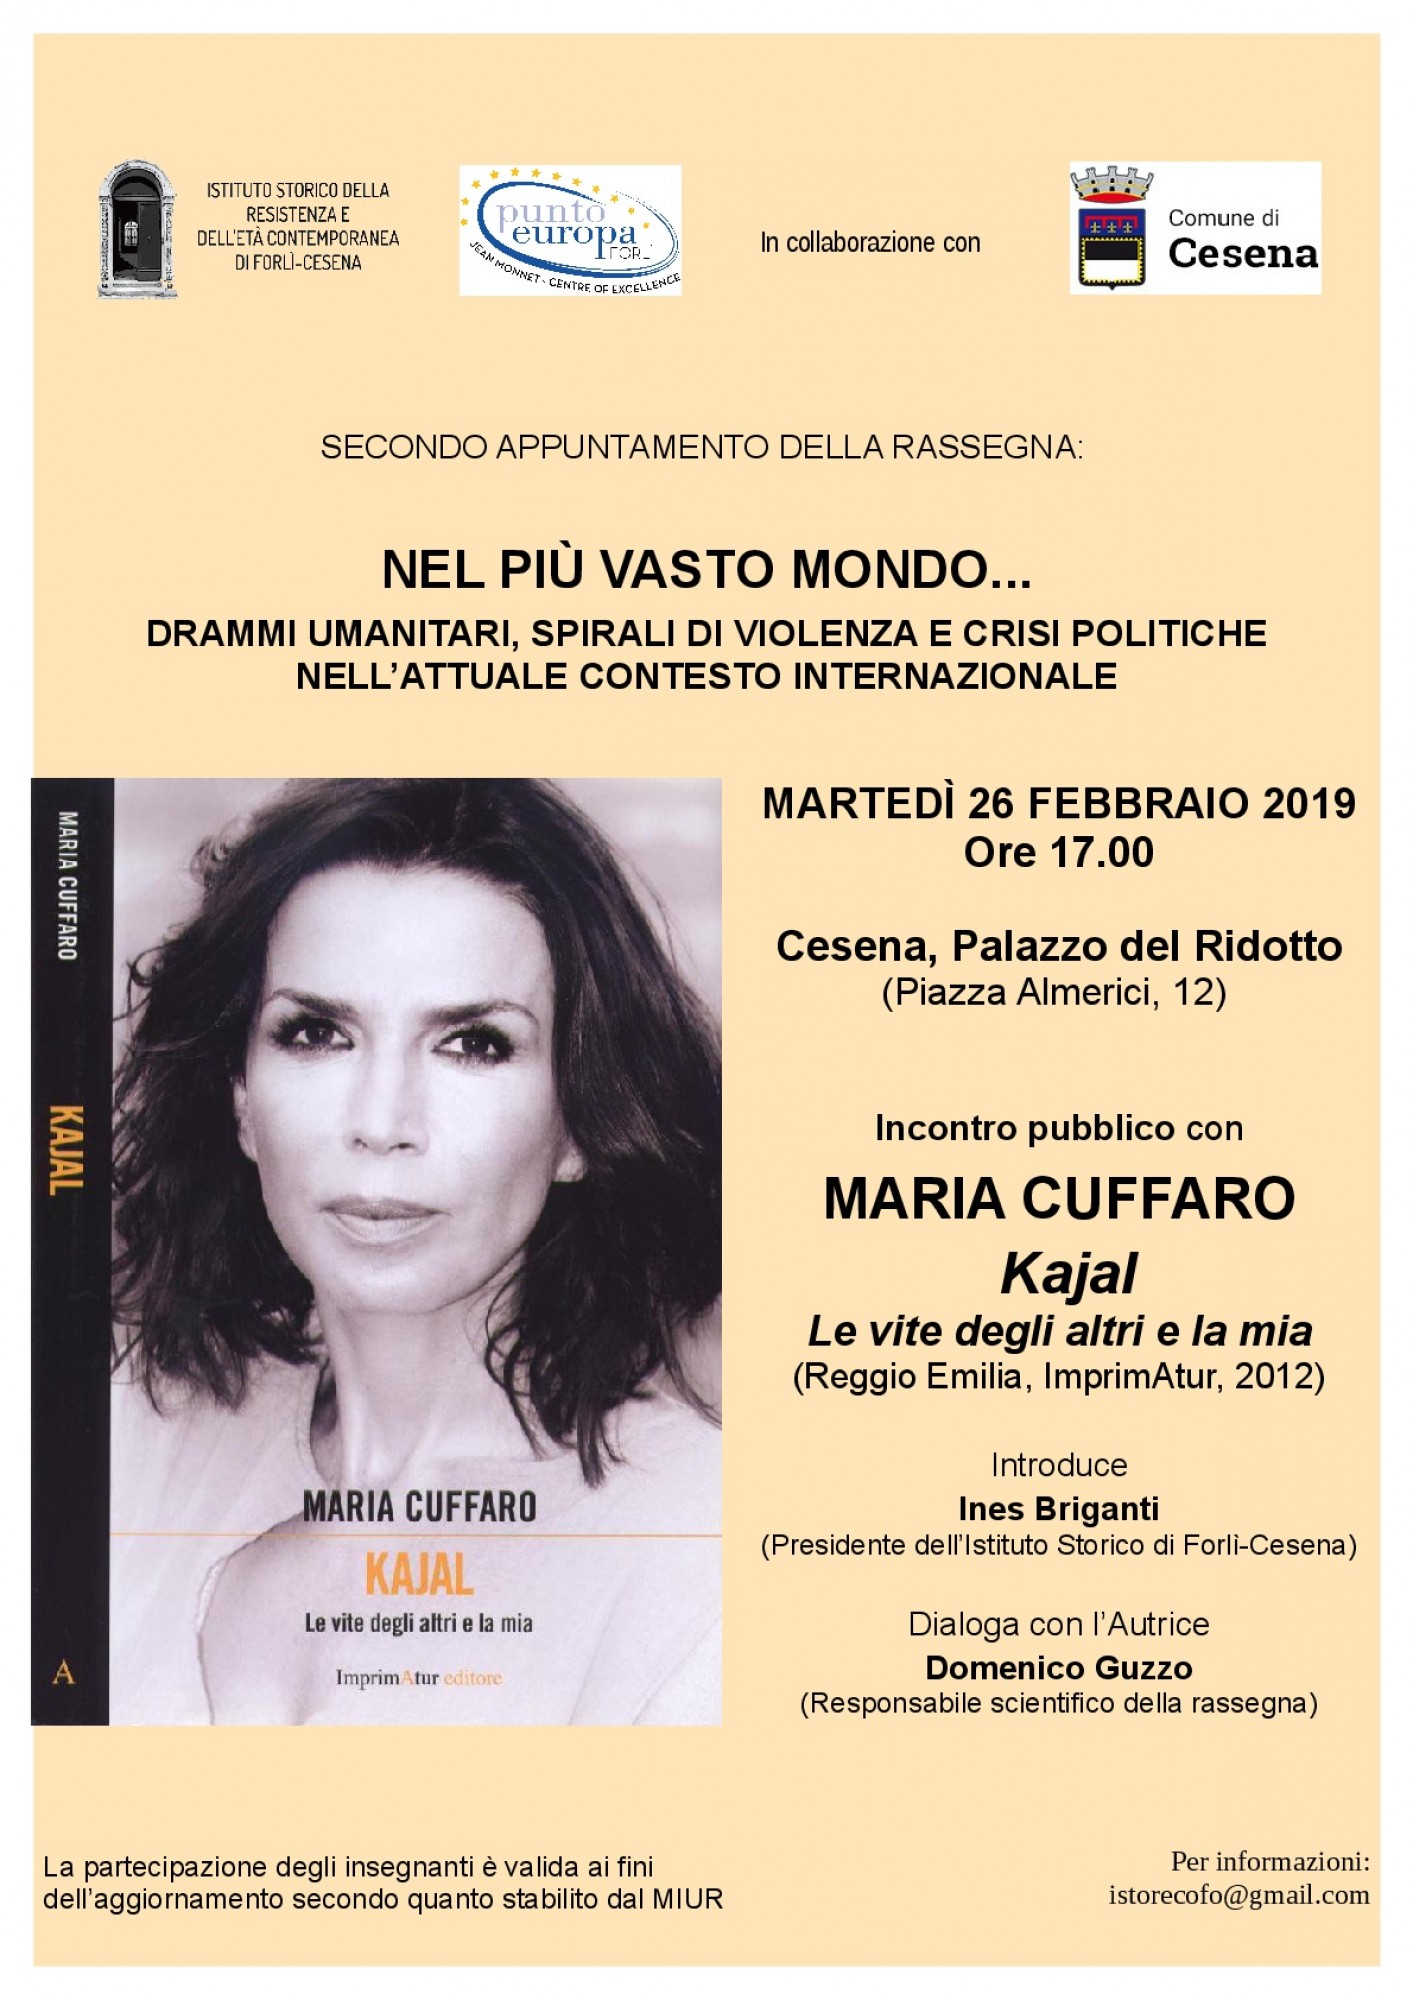 ISTITUTO STORICO DELLA
RESISTENZA E
DELL'ETÀ CONTEMPORANEA
DI FORLÌ-CESENA
punto
europa
FORLÌ
JEAN MONNET - CENTRE OF EXCELLENCE
In collaborazione con
Comune di
Cesena
SECONDO APPUNTAMENTO DELLA RASSEGNA:
NEL PIÙ VASTO MONDO...
DRAMMI UMANITARI, SPIRALI DI VIOLENZA E CRISI POLITICHE
NELL’ATTUALE CONTESTO INTERNAZIONALE
MARIA CUFFARO
KAJAL
A
MARIA CUFFARO
KAJAL
Le vite degli altri e la mia
ImprimAtur editore
MARTEDÌ 26 FEBBRAIO 2019
Ore 17.00
Cesena, Palazzo del Ridotto
(Piazza Almerici, 12)
Incontro pubblico con
MARIA CUFFARO
Kajal
Le vite degli altri e la mia
(Reggio Emilia, ImprimAtur, 2012)
Introduce
Ines Briganti
(Presidente dell’Istituto Storico di Forlì-Cesena)
Dialoga con l’Autrice
Domenico Guzzo
(Responsabile scientifico della rassegna)
La partecipazione degli insegnanti è valida ai fini
dell’aggiornamento secondo quanto stabilito dal MIUR
Per informazioni:
istorecofo@gmail.com